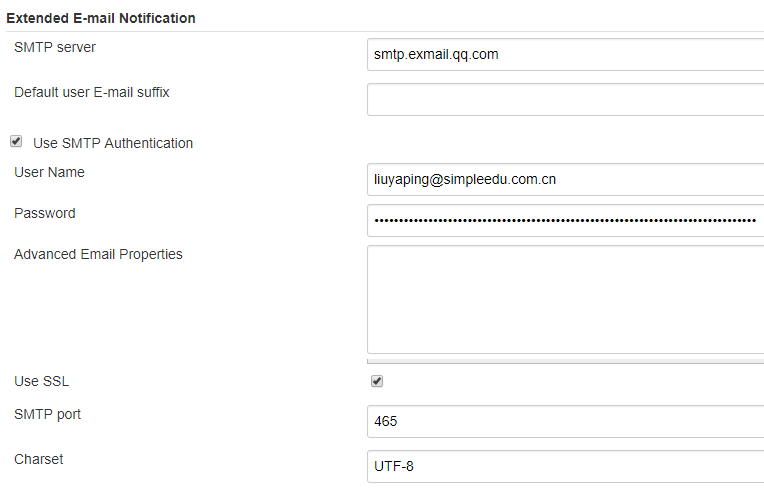 Extended E-mail Notification
SMTP server
smtp.exmail.qq.com
Default user E-mail suffix
Use SMTP Authentication
User Name
liuyaping@simpleedu.com.cn
Password
Advanced Email Properties
Use SSL
SMTP port
465
Charset
UTF-8